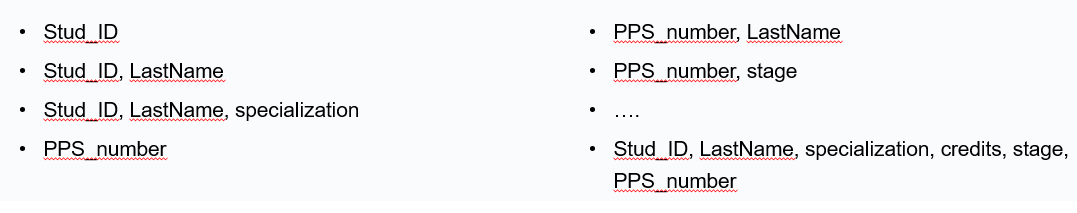 • Stud_ID
• Stud_ID, LastName
• Stud_ID, LastName, specialization
• PPS_number
• PPS_number, LastName
• PPS_number, stage
• ….
• Stud_ID, LastName, specialization, credits, stage,
PPS_number